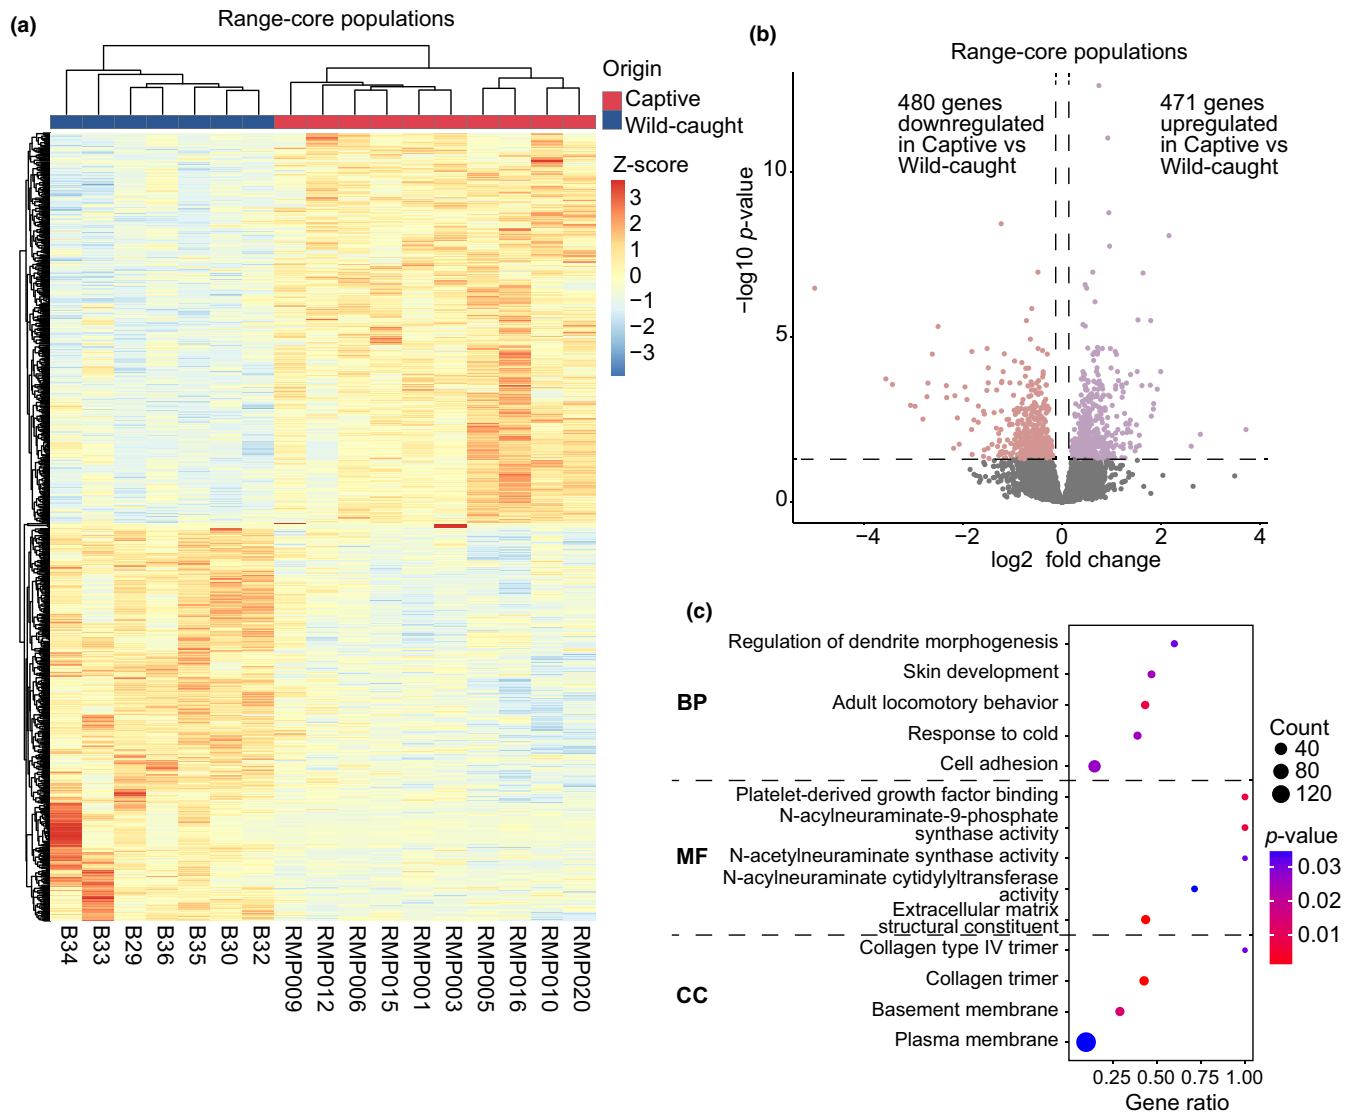 (a)
Range-core populations
Origin
Captive
Wild-caught
Z-score
3
2
1
0
−1
−2
−3
B34
B33
B29
B36
B35
B30
B32
RMP009
RMP012
RMP006
RMP015
RMP001
RMP003
RMP005
RMP016
RMP010
RMP020
(b)
Range-core populations
480 genes
downregulated
in Captive vs
Wild-caught
471 genes
upregulated
in Captive vs
Wild-caught
−log10 p-value
10
5
0
−4
−2
0
2
4
log2 fold change
(c)
BP
Regulation of dendrite morphogenesis
Skin development
Adult locomotory behavior
Response to cold
Cell adhesion
MF
Platelet-derived growth factor binding
N-acylneuraminate-9-phosphate
synthase activity
N-acetylneuraminate synthase activity
N-acylneuraminate cytidylyltransferase
activity
Extracellular matrix
structural constituent
CC
Collagen type IV trimer
Collagen trimer
Basement membrane
Plasma membrane
0.25 0.50 0.75 1.00
Gene ratio
Count
40
80
120
p-value
0.03
0.02
0.01